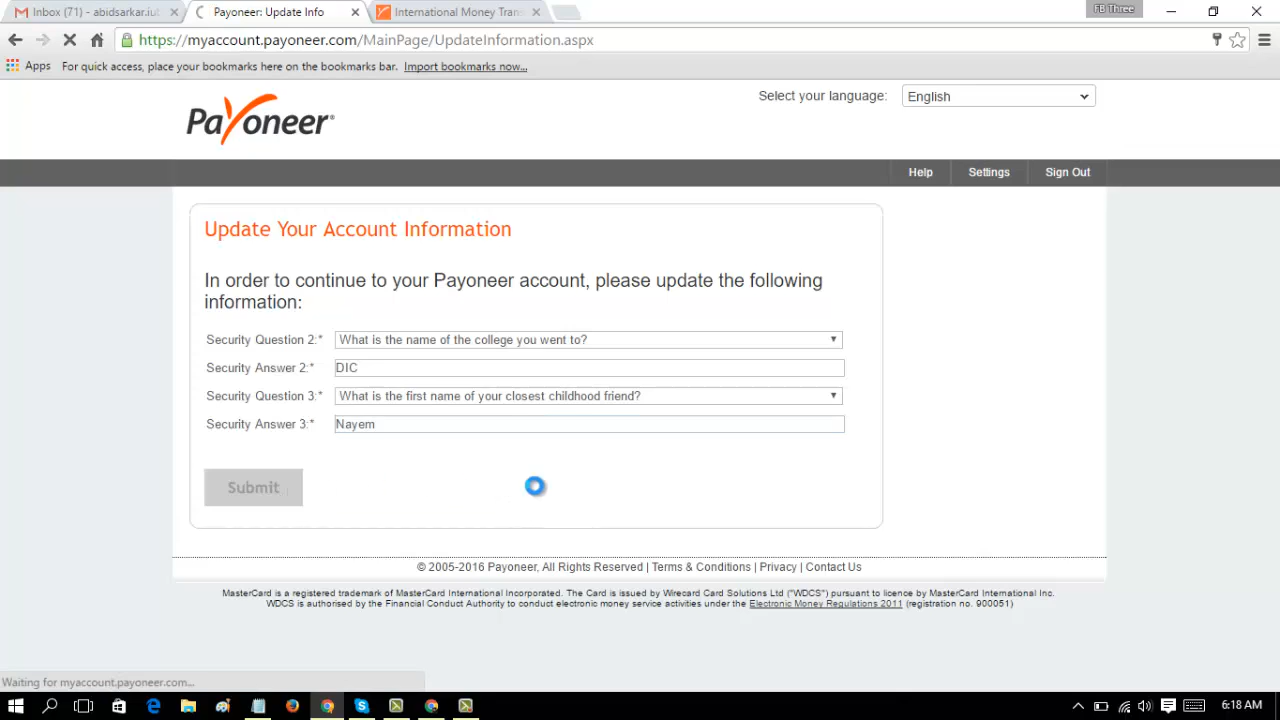 Inbox (71) - abidsarkar.iut
Payoneer: Update Info
International Money Tran
FB Three
https://myaccount.payoneer.com/MainPage/UpdateInformation.aspx
Apps For quick access, place your bookmarks here on the bookmarks bar. Import bookmarks now...
Select your language: English
Payoneer®
Help Settings Sign Out
Update Your Account Information
In order to continue to your Payoneer account, please update the following
information:
Security Question 2:* What is the name of the college you went to?
Security Answer 2:* DIC
Security Question 3:* What is the first name of your closest childhood friend?
Security Answer 3:* Nayem
Submit
© 2005-2016 Payoneer, All Rights Reserved | Terms & Conditions | Privacy | Contact Us
MasterCard is a registered trademark of MasterCard International Incorporated. The Card is issued by Wirecard Card Solutions Ltd ("WDCS") pursuant to licence by MasterCard International Inc.
WDCS is authorised by the Financial Conduct Authority to conduct electronic money service activities under the Electronic Money Regulations 2011 (registration no. 900051)
Waiting for myaccount.payoneer.com...
6:18 AM